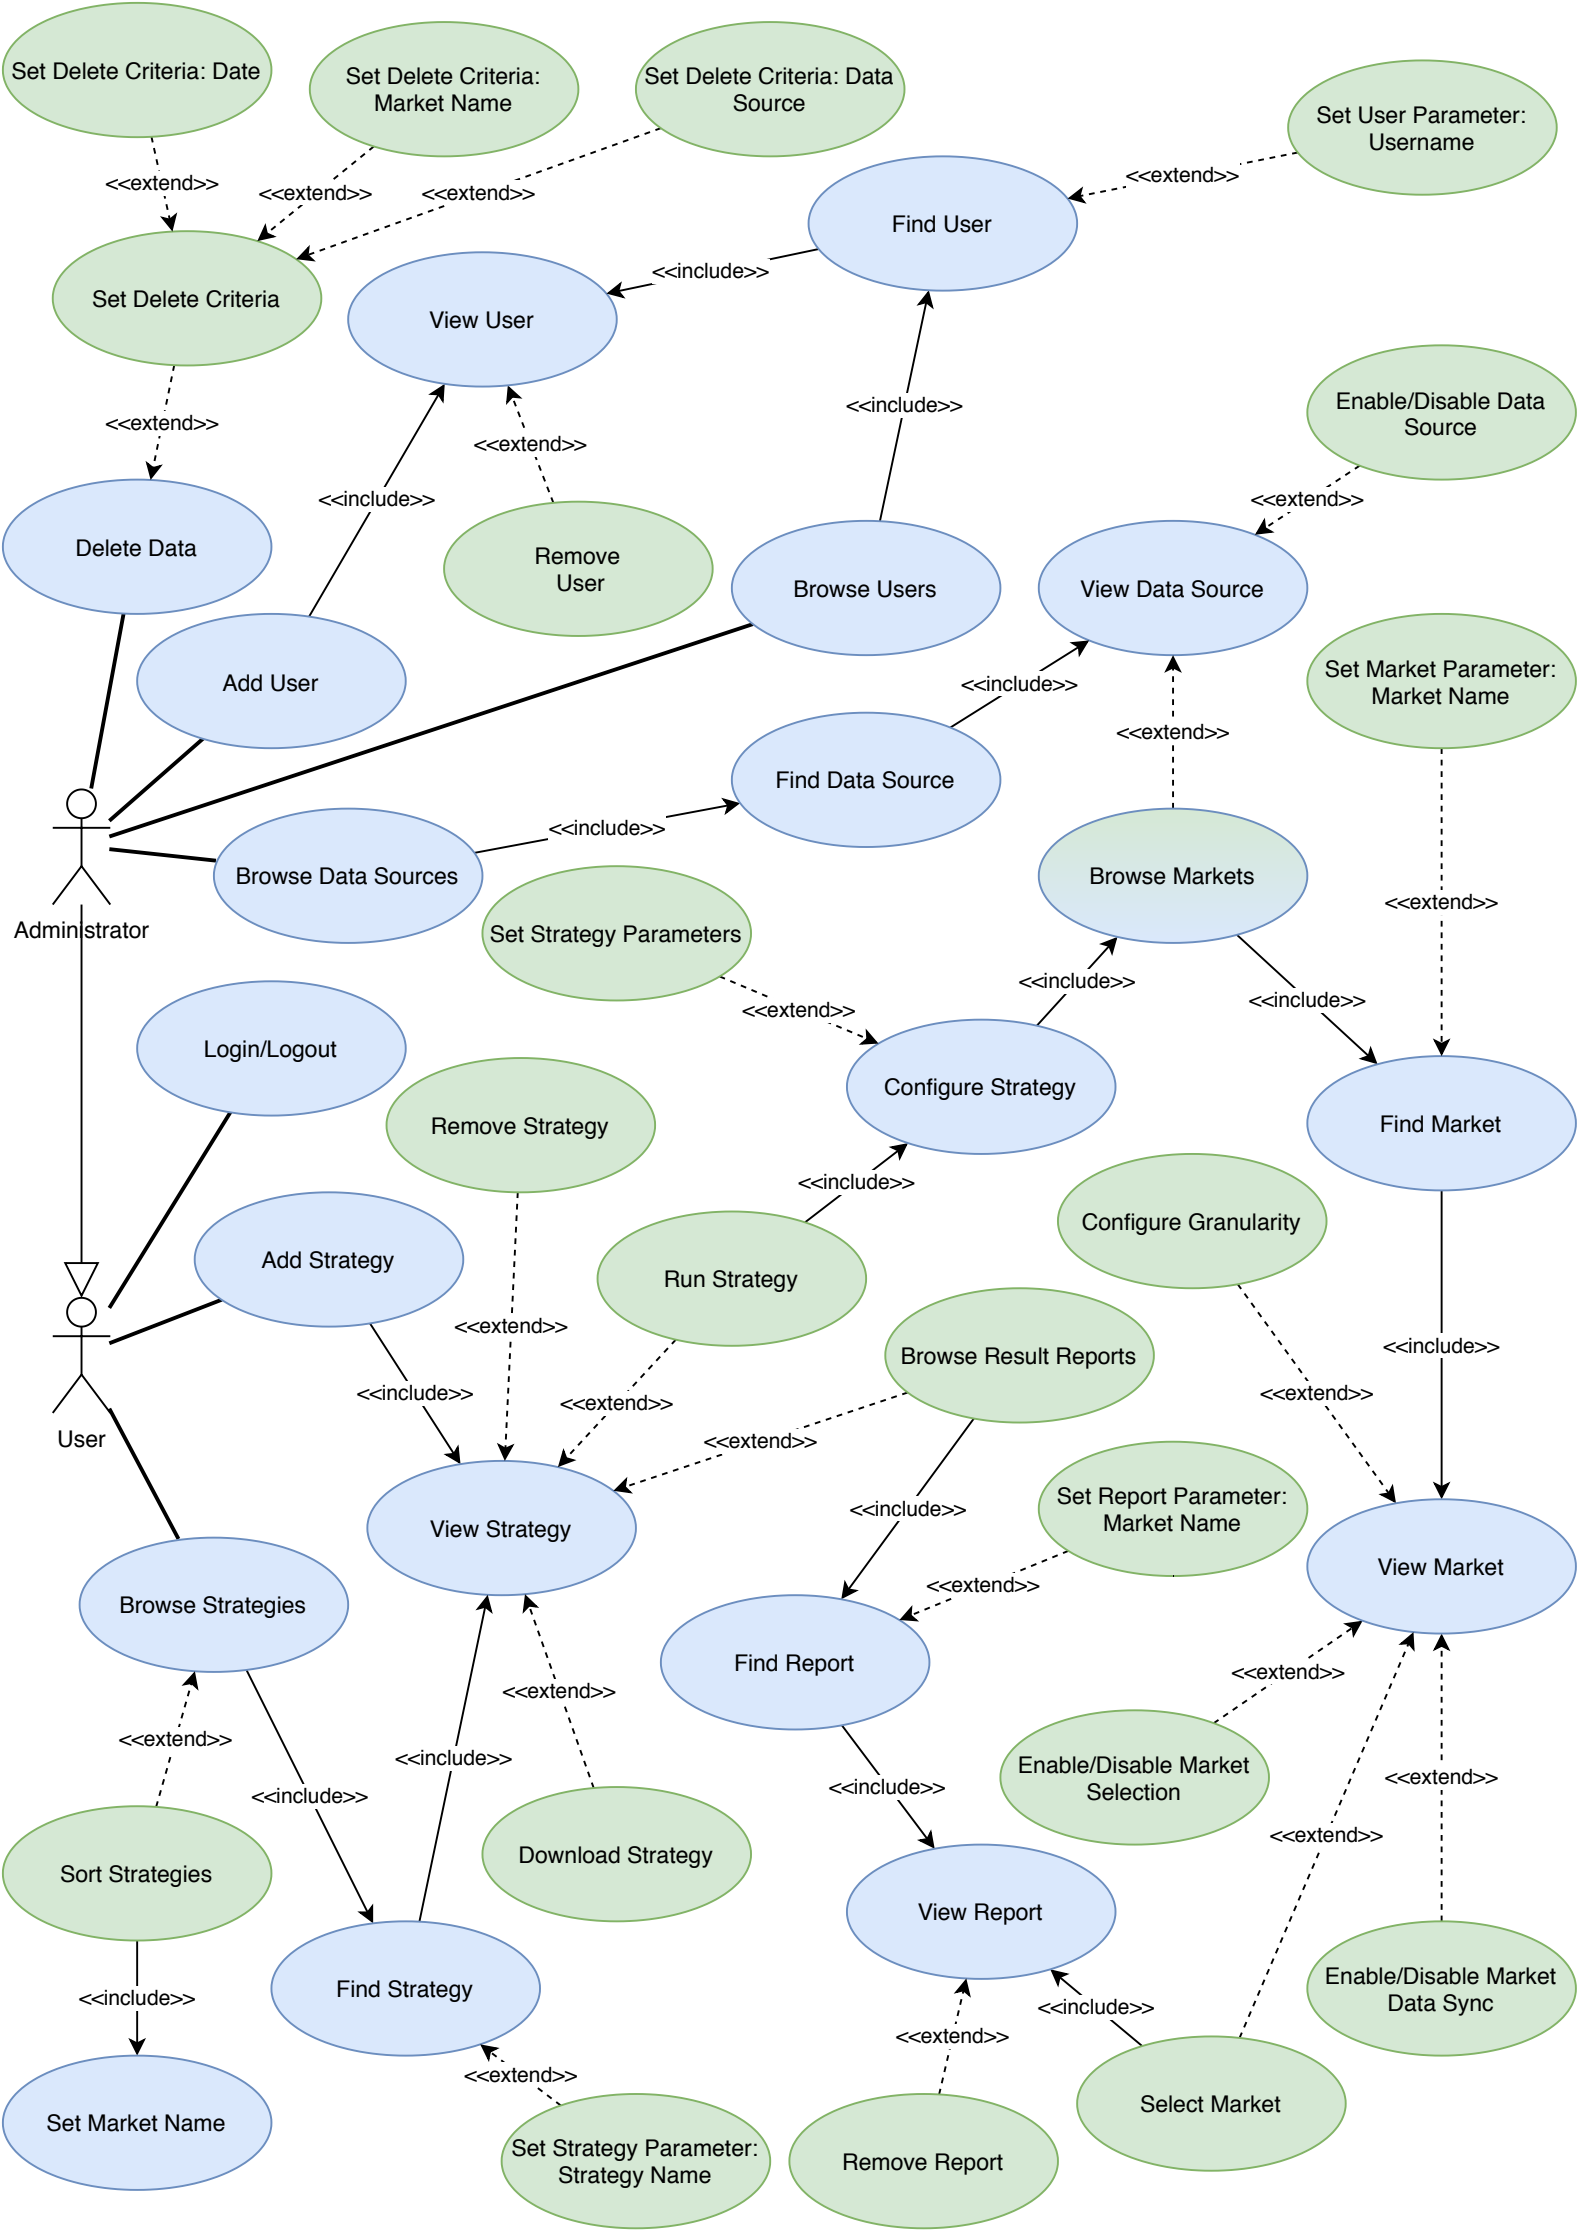 Set Delete Criteria: Date
Set Delete Criteria:
Market Name
Set Delete Criteria: Data
Source
Set User Parameter:
Username
<<extend>>
<<extend>>
<<extend>>
<<extend>>
Find User
Set Delete Criteria
View User
<<include>>
<<extend>>
<<extend>>
<<include>>
<<include>>
Enable/Disable Data
Source
<<extend>>
Delete Data
Remove
User
Browse Users
View Data Source
Add User
<<include>>
Set Market Parameter:
Market Name
<<extend>>
Find Data Source
<<include>>
Browse Data Sources
Browse Markets
<<extend>>
Administrator
Set Strategy Parameters
<<extend>>
<<include>>
<<include>>
Login/Logout
Configure Strategy
Remove Strategy
Find Market
<<include>>
Configure Granularity
Add Strategy
Run Strategy
<<extend>>
<<include>>
Browse Result Reports
<<include>>
<<extend>>
<<extend>>
User
<<extend>>
View Strategy
<<include>>
Set Report Parameter:
Market Name
View Market
<<extend>>
Browse Strategies
Find Report
<<extend>>
<<extend>>
<<extend>>
<<include>>
<<include>>
<<include>>
Enable/Disable Market
Selection
<<extend>>
<<extend>>
Sort Strategies
Download Strategy
View Report
Find Strategy
Enable/Disable Market
Data Sync
<<include>>
<<include>>
<<extend>>
<<extend>>
Set Market Name
Select Market
Set Strategy Parameter:
Strategy Name
Remove Report